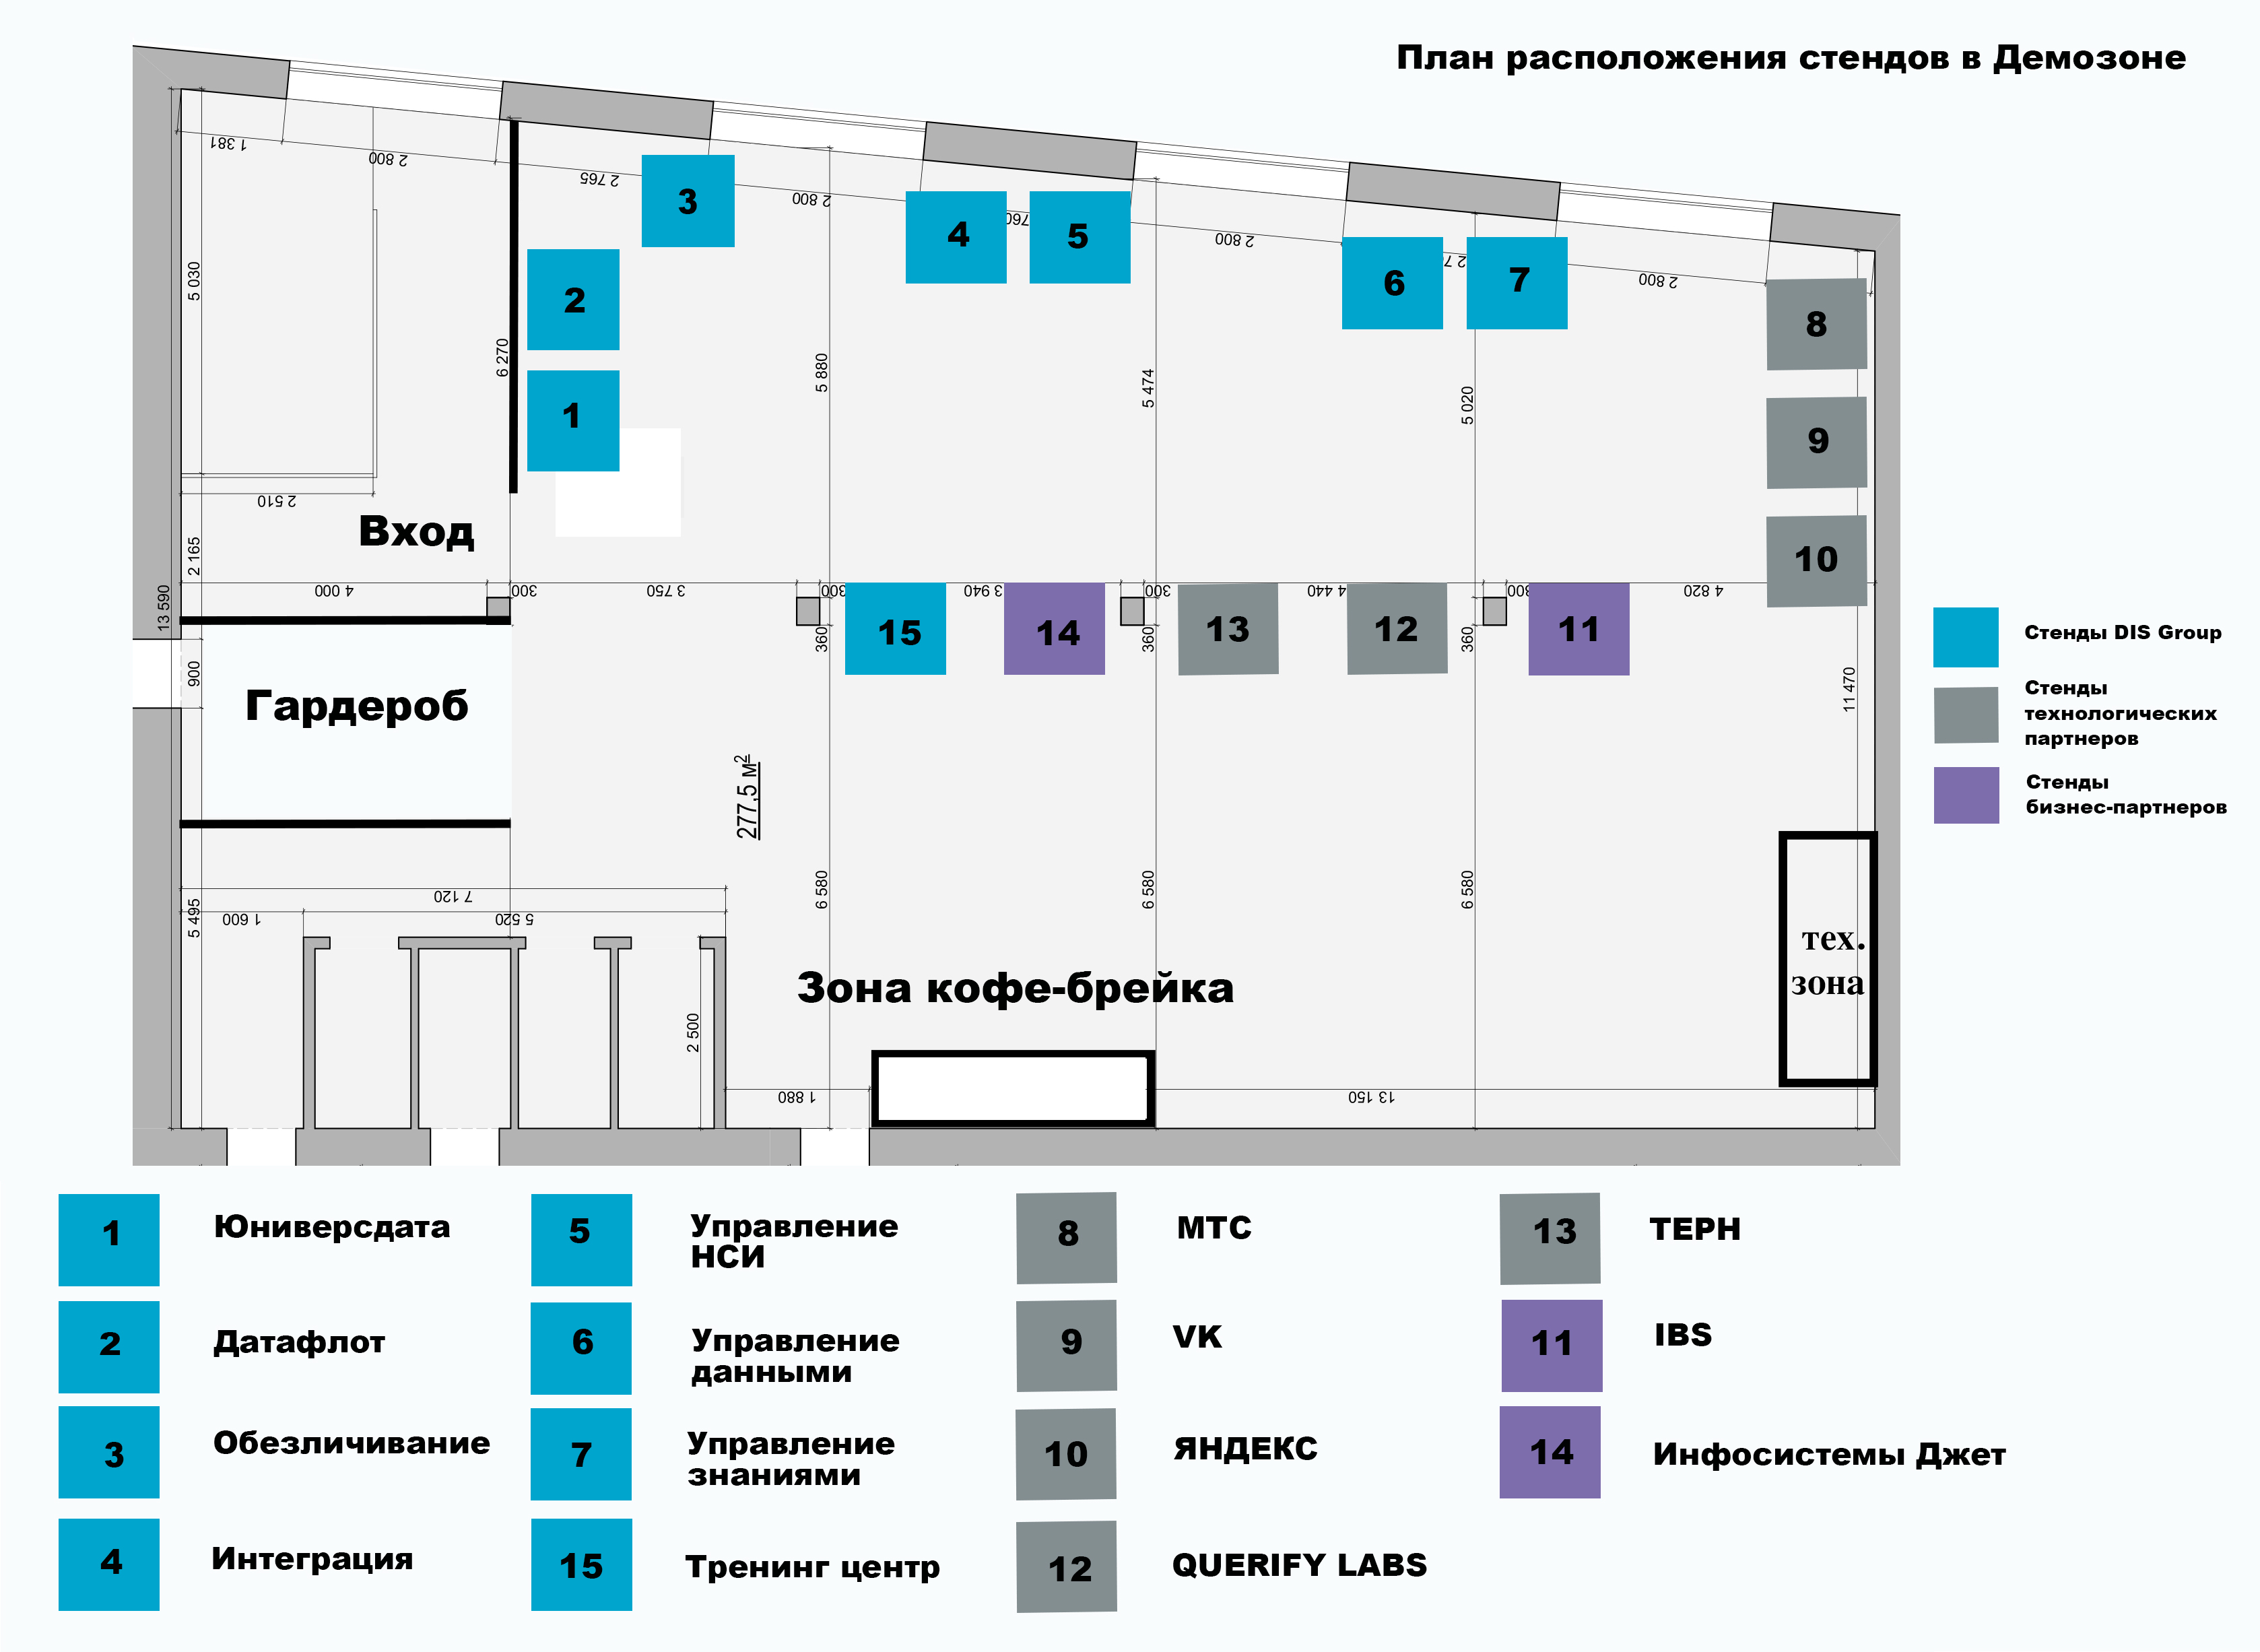 План расположения стендов в Демозоне
1 381
2 800
2 765
2 800
760
2 800
2 7
2 800
3
4
5
6
7
8
2
1
9
10
5 030
6 270
5 880
5 474
5 020
2 510
Вход
2 165
13 590
4 000
300
3 750
300
3 940
300
4 440
300
4 820
15
14
13
12
11
360
360
360
900
Гардероб
277,5 м²
11 470
Стенды DIS Group
Стенды
технологических
партнеров
Стенды
бизнес-партнеров
7 120
1 600
5 520
5 495
6 580
6 580
6 580
2 500
Зона кофе-брейка
тех.
зона
1 880
13 150
1 Юниверсдата
2 Датафлот
3 Обезличивание
4 Интеграция
5 Управление
НСИ
6 Управление
данными
7 Управление
знаниями
15 Тренинг центр
8 МТС
9 VK
10 ЯНДЕКС
12 QUERIFY LABS
13 ТЕРН
11 IBS
14 Инфосистемы Джет